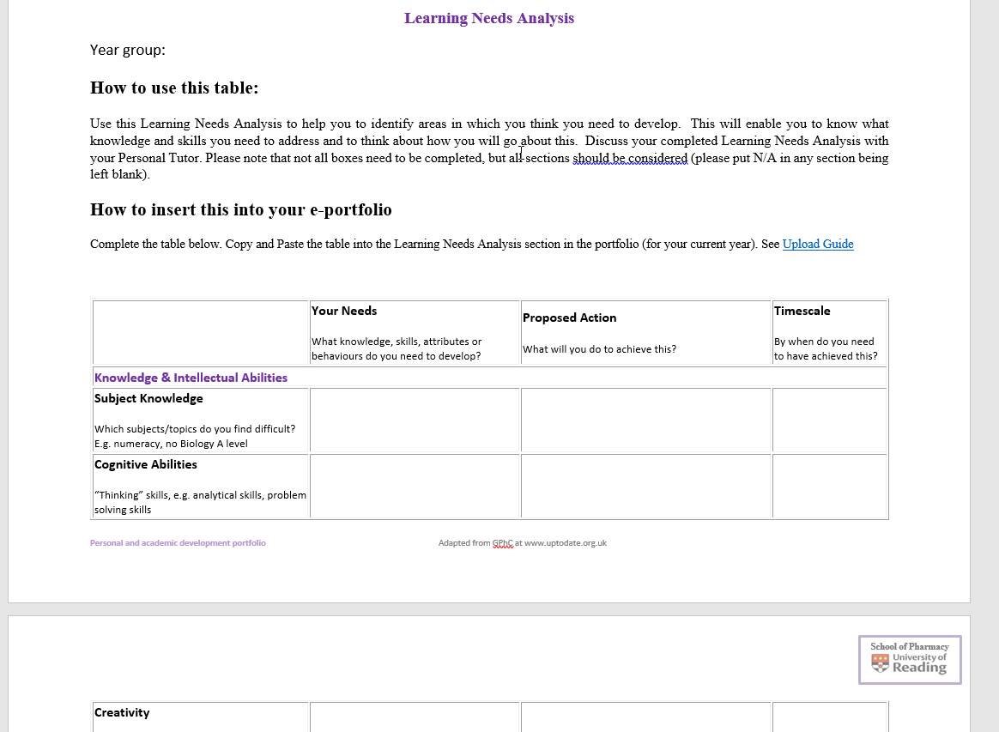 Learning Needs Analysis
Year group:
How to use this table:
Use this Learning Needs Analysis to help you to identify areas in which you think you need to develop.  This will enable you to know what
knowledge and skills you need to address and to think about how you will go about this.  Discuss your completed Learning Needs Analysis with
your Personal Tutor. Please note that not all boxes need to be completed, but all sections should be considered (please put N/A in any section being
left blank).
How to insert this into your e-portfolio
Complete the table below. Copy and Paste the table into the Learning Needs Analysis section in the portfolio (for your current year). See Upload Guide
Your Needs
What knowledge, skills, attributes or
behaviours do you need to develop?
Proposed Action
What will you do to achieve this?
Timescale
By when do you need
to have achieved this?
Knowledge & Intellectual Abilities
Subject Knowledge
Which subjects/topics do you find difficult?
E.g. numeracy, no Biology A level
Cognitive Abilities
“Thinking” skills, e.g. analytical skills, problem
solving skills
Personal and academic development portfolio
Adapted from GPhC at www.uptodate.org.uk
School of Pharmacy
University of
Reading
Creativity